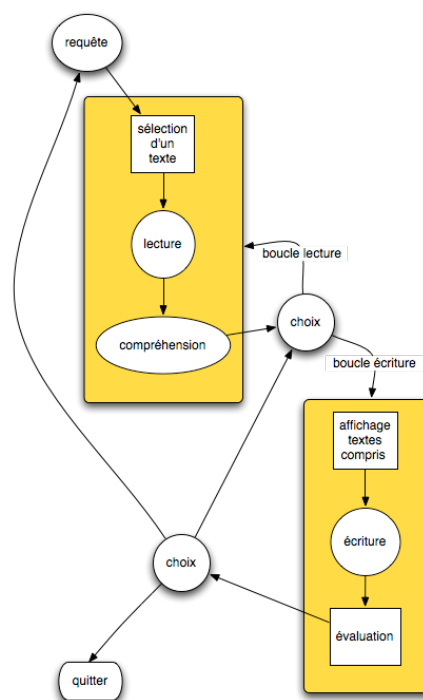 requête
sélection
d'un
texte
lecture
boucle lecture
choix
compréhension
boucle écriture
affichage
textes
compris
écriture
choix
évaluation
quitter